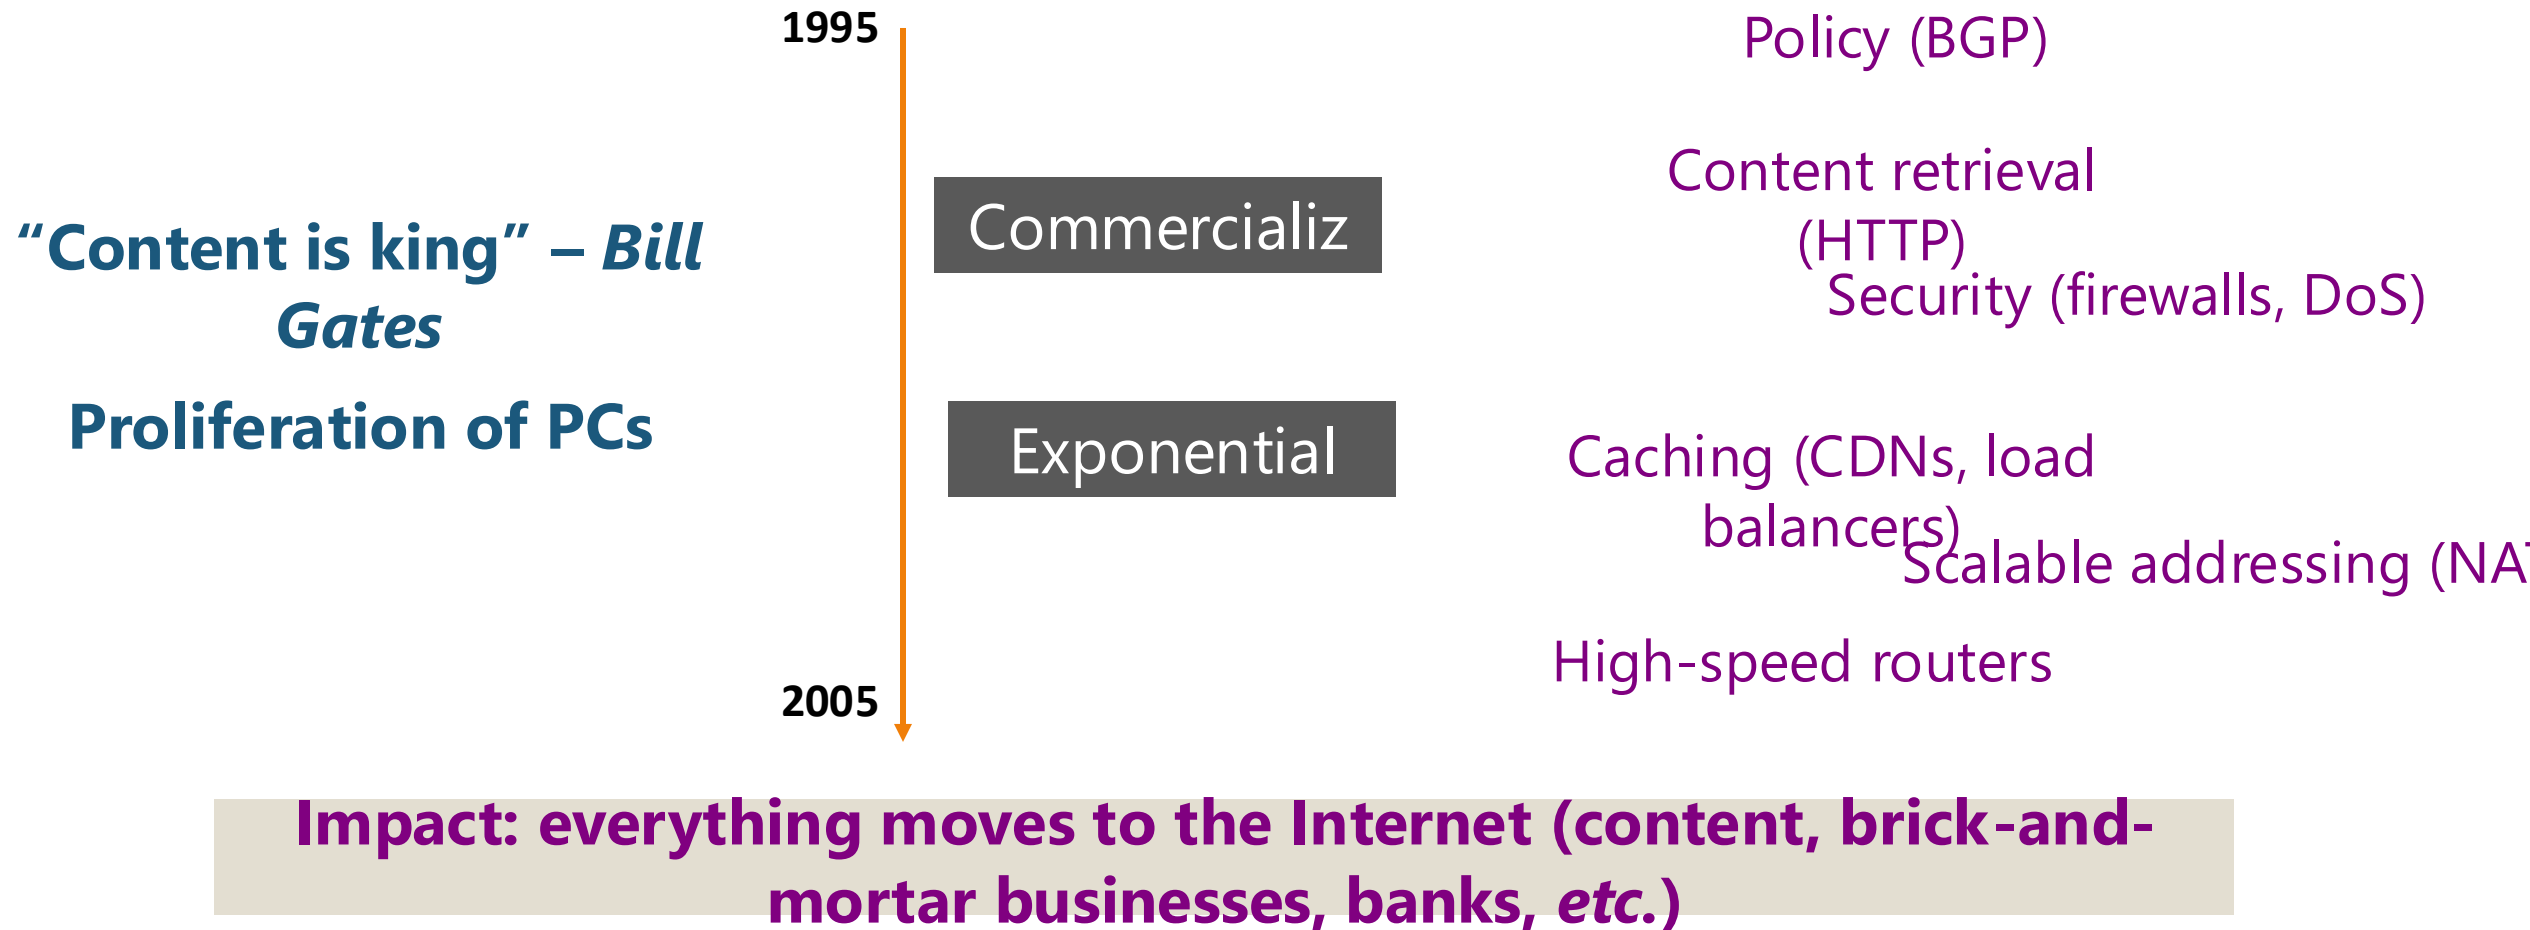 1995
Policy (BGP)
Content retrieval
(HTTP)
Commercializ
“Content is king” – Bill
Gates
Security (firewalls, DoS)
Proliferation of PCs
Exponential
Caching (CDNs, load
balancers)
Scalable addressing (NAT
High-speed routers
2005
Impact: everything moves to the Internet (content, brick-and-
mortar businesses, banks, etc.)